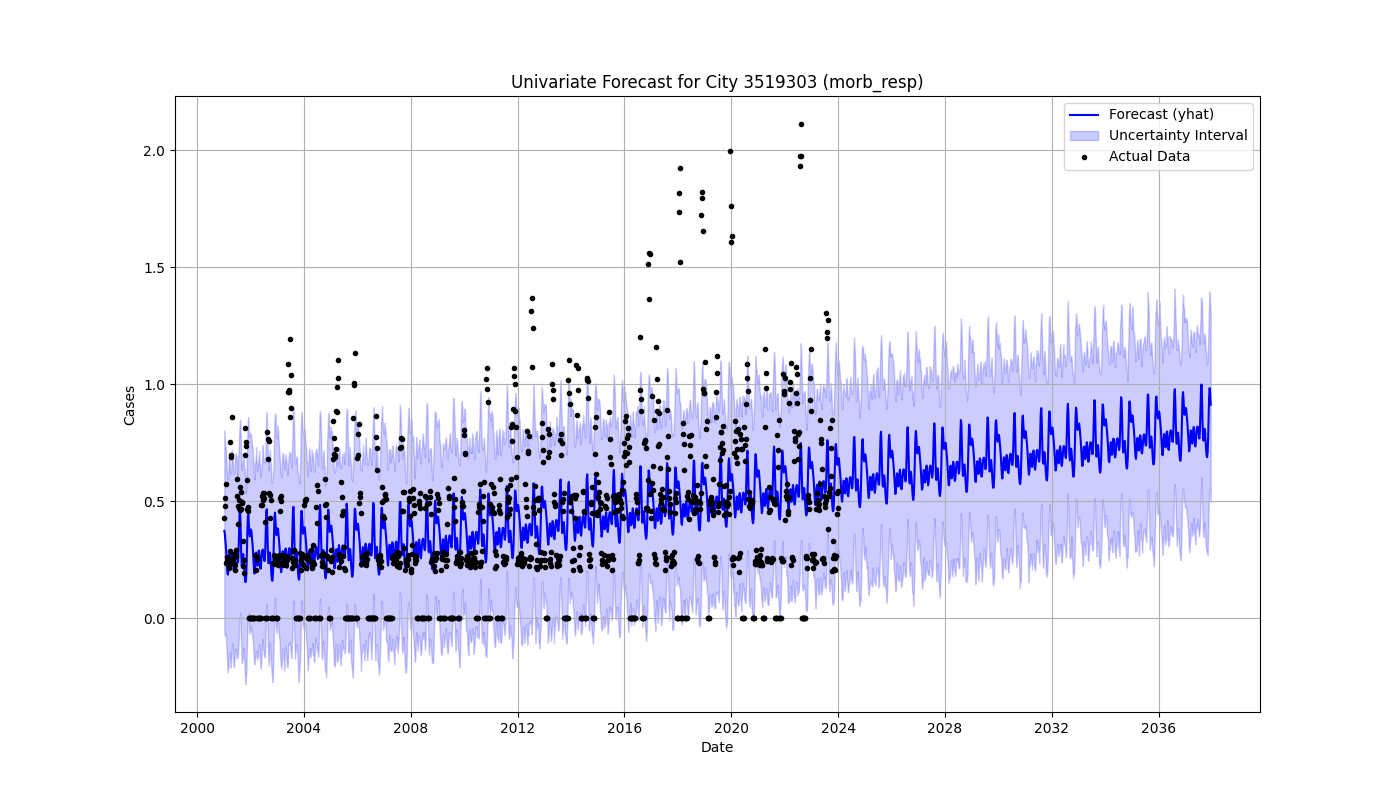 Univariate Forecast for City 3519303 (morb_resp)
Forecast (yhat)
Uncertainty Interval
Actual Data
Cases
2.0
1.5
1.0
0.5
0.0
2000 2004 2008 2012 2016 2020 2024 2028 2032 2036
Date